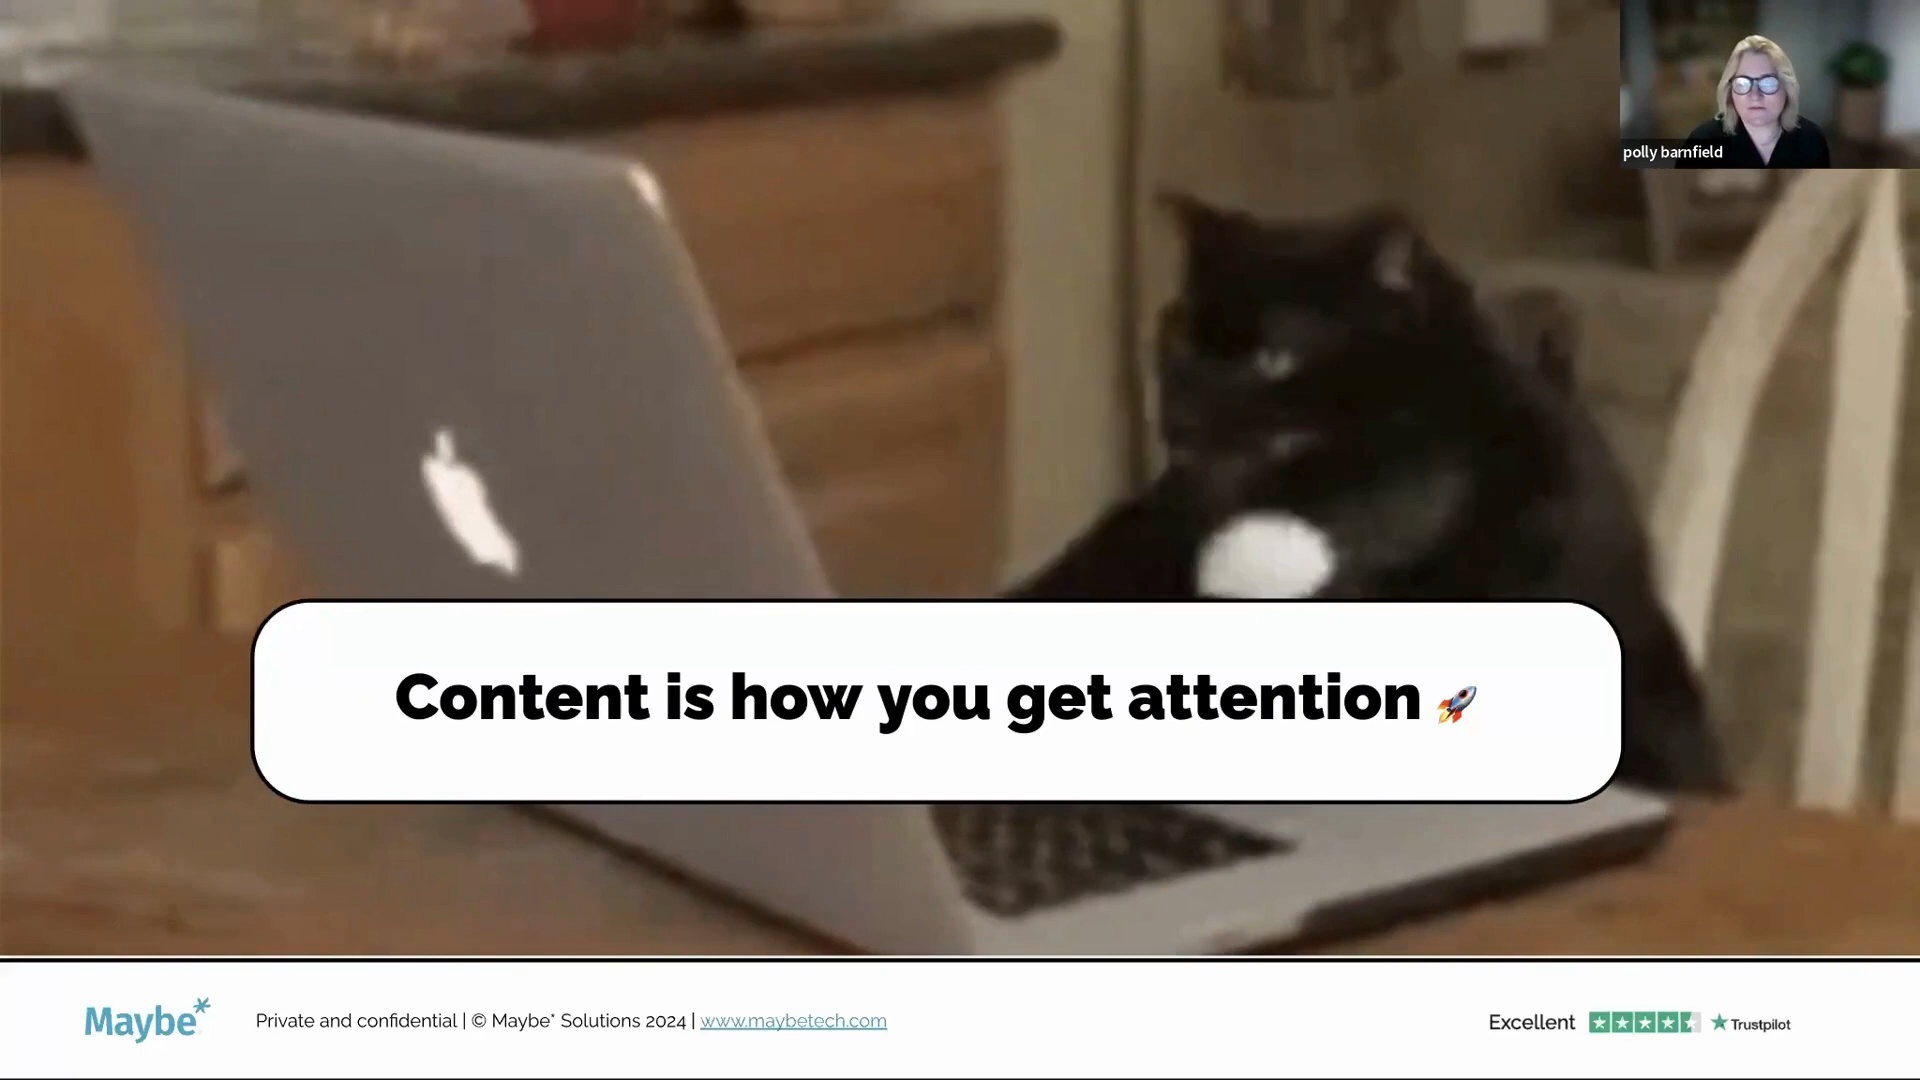 polly barnfield
Content is how you get attention 🚀
Maybe*
Private and confidential | © Maybe* Solutions 2024 | www.maybetech.com
Excellent
Trustpilot